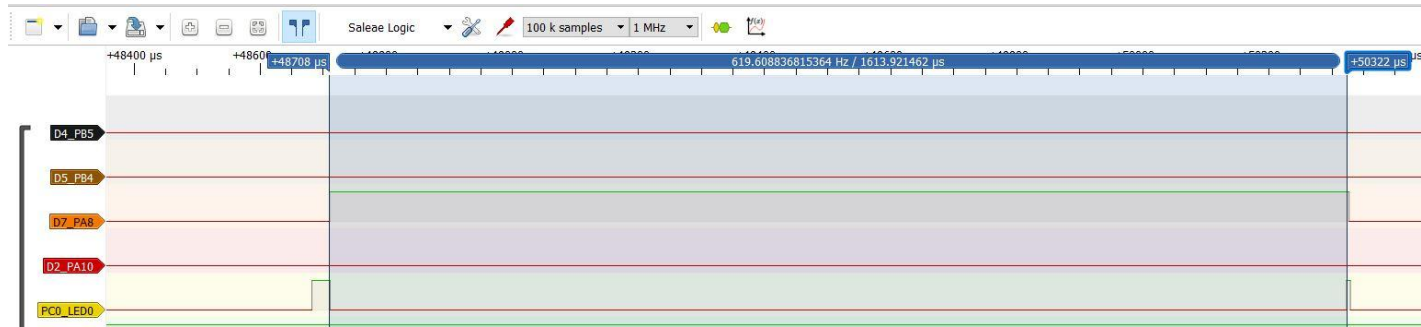 Saleae Logic 100 k samples 1 MHz
+48400 µs +48708 µs 619.608836815364 Hz / 1613.921462 µs +50322 µs
D4_PB5
D5_PB4
D7_PA8
D2_PA10
PC0_LED0